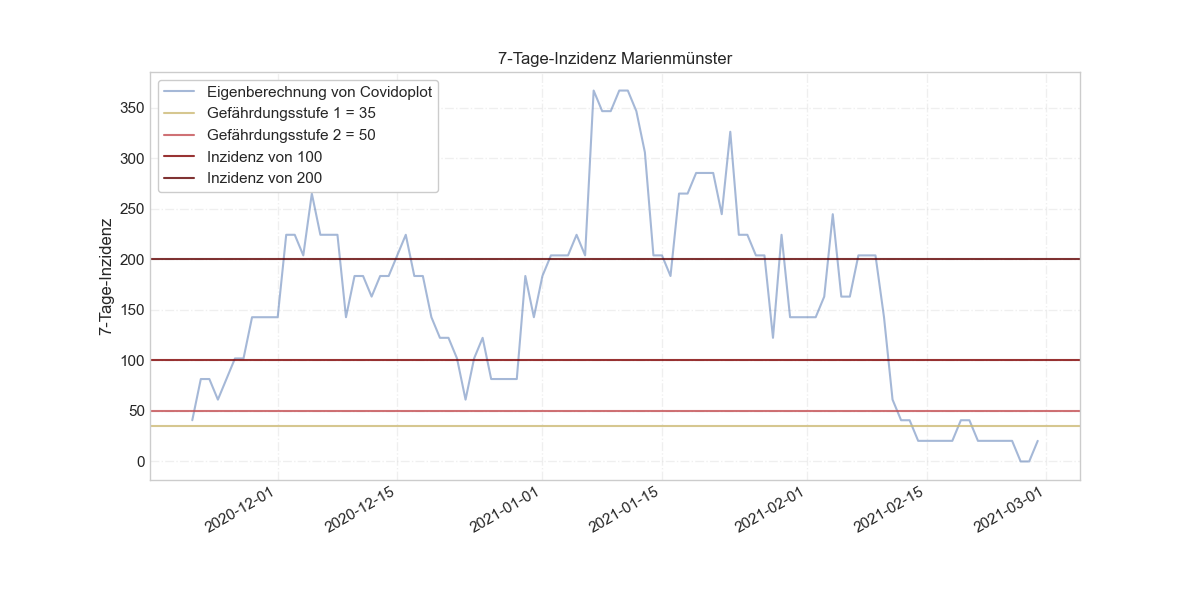 7-Tage-Inzidenz Marienmünster
Eigenberechnung von Covidoplot
Gefährdungsstufe 1 = 35
Gefährdungsstufe 2 = 50
Inzidenz von 100
Inzidenz von 200
7-Tage-Inzidenz
350
300
250
200
150
100
50
0
2020-12-01
2020-12-15
2021-01-01
2021-01-15
2021-02-01
2021-02-15
2021-03-01